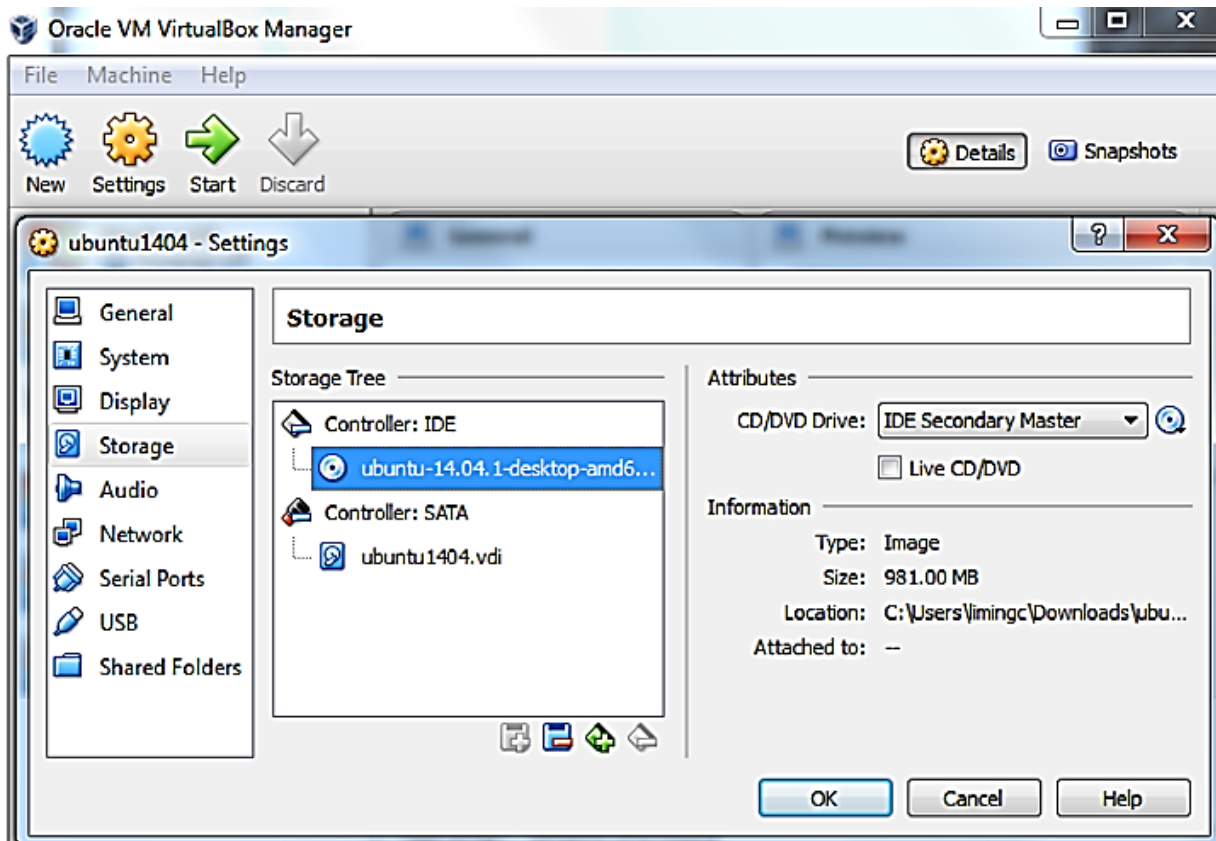 Oracle VM VirtualBox Manager
File Machine Help
New Settings Start Discard
Details Snapshots
ubuntu1404 - Settings
General
System
Display
Storage
Audio
Network
Serial Ports
USB
Shared Folders
Storage
Storage Tree
Controller: IDE
ubuntu-14.04.1-desktop-amd6...
Controller: SATA
ubuntu1404.vdi
Attributes
CD/DVD Drive: IDE Secondary Master
Live CD/DVD
Information
Type: Image
Size: 981.00 MB
Location: C:\Users\limingc\Downloads\ubu...
Attached to: --
OK Cancel Help